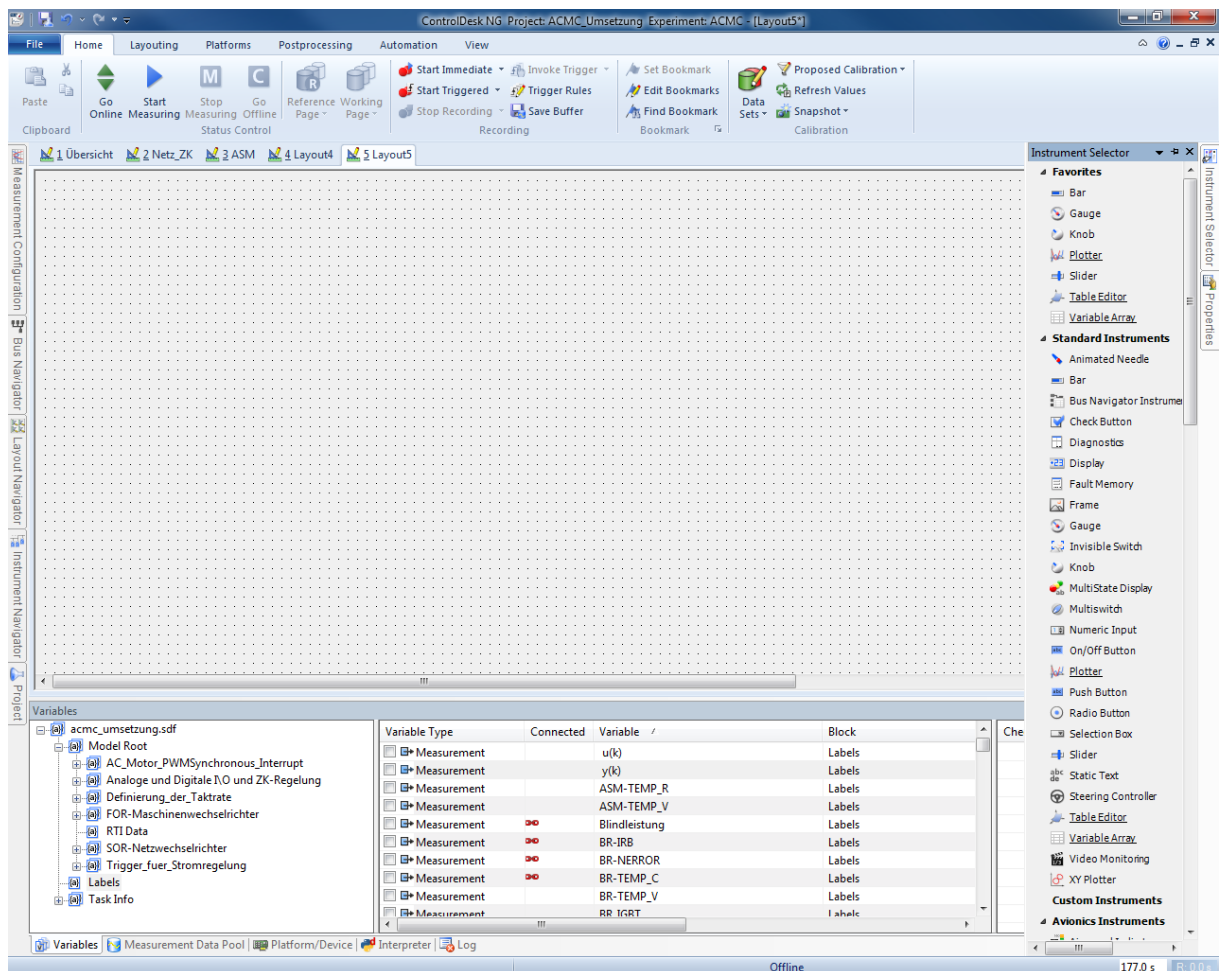 ControlDesk NG Project: ACMC_Umsetzung Experiment: ACMC - [Layout5*]
File Home Layouting Platforms Postprocessing Automation View
Paste
Clipboard
Go Online
Start Measuring
Stop Measuring
Go Offline
Status Control
Reference Page
Working Page
Start Immediate
Start Triggered
Stop Recording
Invoke Trigger
Trigger Rules
Save Buffer
Recording
Set Bookmark
Edit Bookmarks
Find Bookmark
Bookmark
Data Sets
Proposed Calibration
Refresh Values
Snapshot
Calibration
1 Übersicht 2 Netz_ZK 3 ASM 4 Layout4 5 Layout5
Measurement Configuration
Bus Navigator
Layout Navigator
Instrument Navigator
Project
Instrument Selector
Favorites
Bar
Gauge
Knob
Plotter
Slider
Table Editor
Variable Array
Standard Instruments
Animated Needle
Bar
Bus Navigator Instrume
Check Button
Diagnostics
Display
Fault Memory
Frame
Gauge
Invisible Switch
Knob
MultiState Display
Multiswitch
Numeric Input
On/Off Button
Plotter
Push Button
Radio Button
Selection Box
Slider
Static Text
Steering Controller
Table Editor
Variable Array
Video Monitoring
XY Plotter
Custom Instruments
Avionics Instruments
Instrument Selector
Properties
Variables
acmc_umsetzung.sdf
Model Root
AC_Motor_PWMSynchronous_Interrupt
Analoge und Digitale I\O und ZK-Regelung
Definierung_der_Taktrate
FOR-Maschinenwechselrichter
RTI Data
SOR-Netzwechselrichter
Trigger_fuer_Stromregelung
Labels
Task Info
Variable Type Connected Variable Block Che
Measurement u(k) Labels
Measurement y(k) Labels
Measurement ASM-TEMP_R Labels
Measurement ASM-TEMP_V Labels
Measurement Blindleistung Labels
Measurement BR-IRB Labels
Measurement BR-NERROR Labels
Measurement BR-TEMP_C Labels
Measurement BR-TEMP_V Labels
Measurement BR_IGBT Labels
Variables Measurement Data Pool Platform/Device Interpreter Log
Offline 177.0 s R: 0.0 s